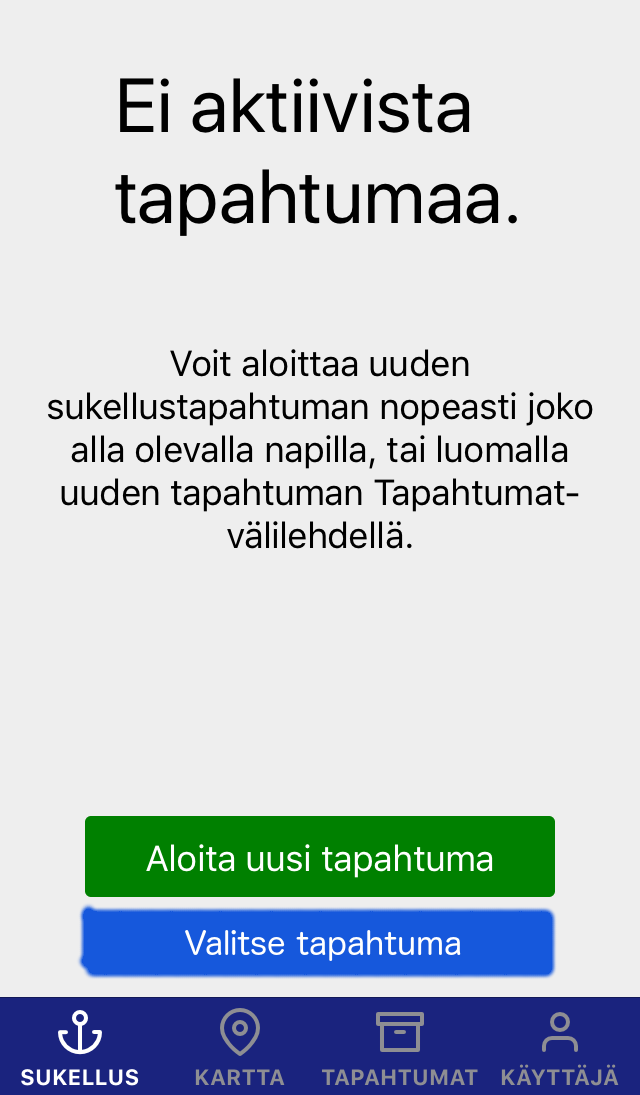 Ei aktiivista
tapahtumaa.
Voit aloittaa uuden
sukellustapahtuman nopeasti joko
alla olevalla napilla, tai luomalla
uuden tapahtuman Tapahtumat-
välilehdellä.
Aloita uusi tapahtuma
Valitse tapahtuma
SUKELLUS KARTTA TAPAHTUMAT KÄYTTÄJÄ